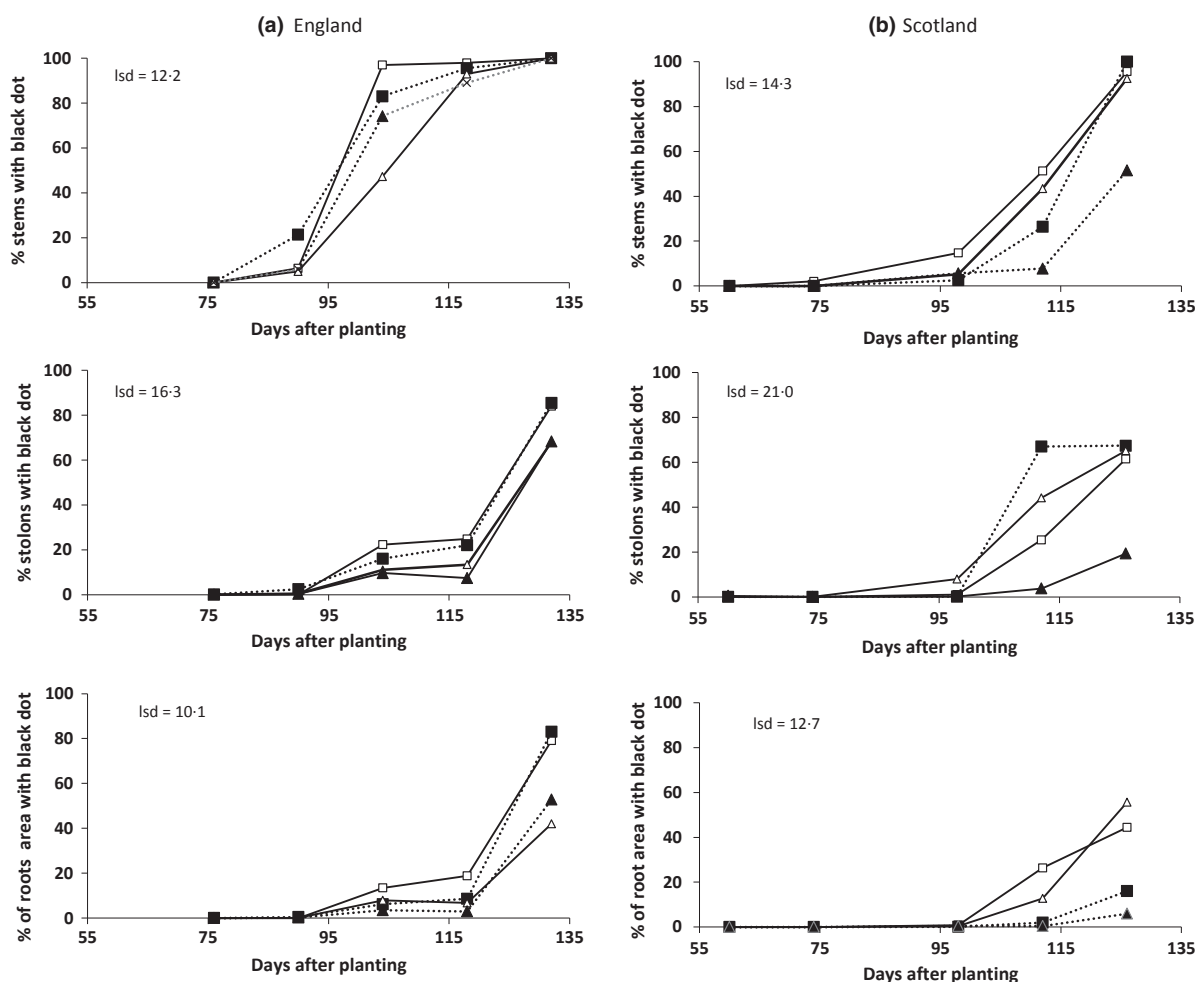 (a) England
(b) Scotland
% stems with black dot
100
80
60
40
20
0
lsd = 12·2
55 75 95 115 135
Days after planting
% stems with black dot
100
80
60
40
20
0
lsd = 14·3
55 75 95 115 135
Days after planting
% stolons wtih black dot
100
80
60
40
20
0
lsd = 16·3
55 75 95 115 135
Days after planting
% stolons with black dot
100
80
60
40
20
0
lsd = 21·0
55 75 95 115 135
Days after planting
% of roots area with black dot
100
80
60
40
20
0
lsd = 10·1
55 75 95 115 135
Days after planting
% of root area with black dot
100
80
60
40
20
0
lsd = 12·7
55 75 95 115 135
Days after planting